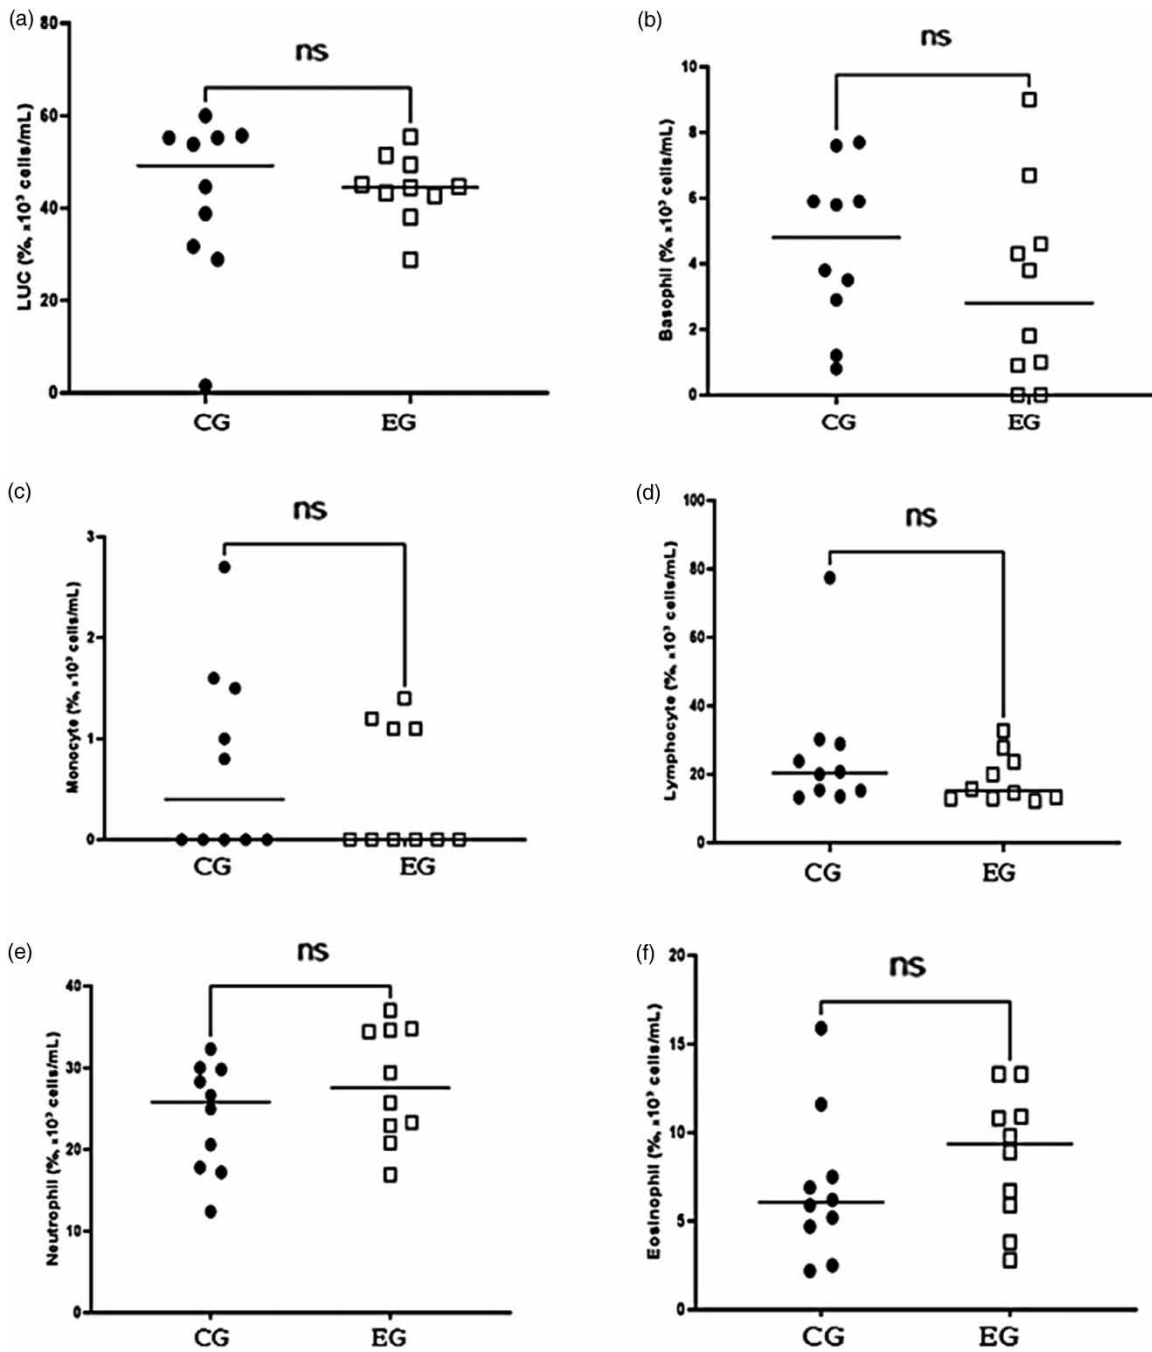 (a)
80
60
40
20
0
LUC (%, x10³ cells/mL)
ns
CG EG
(b)
10
8
6
4
2
0
Basophil (%, x10³ cells/mL)
ns
CG EG
(c)
3
2
1
0
Monocyte (%, x10³ cells/mL)
ns
CG EG
(d)
100
80
60
40
20
0
Lymphocyte (%, x10³ cells/mL)
ns
CG EG
(e)
40
30
20
10
0
Neutrophil (%, x10³ cells/mL)
ns
CG EG
(f)
20
15
10
5
0
Eosinophil (%, x10³ cells/mL)
ns
CG EG